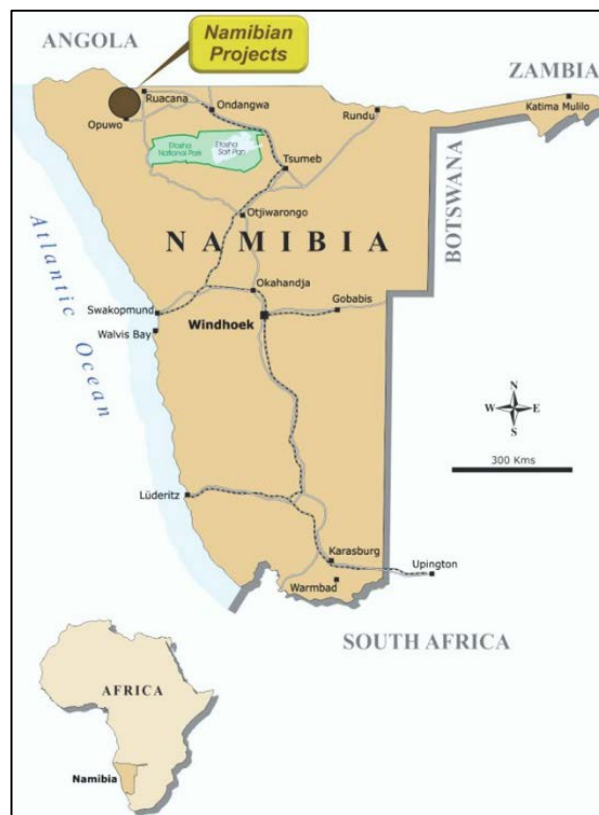 ANGOLA
Namibian
Projects
ZAMBIA
Ruacana
Ondangwa
Opuwo
Rundu
Katima Mulilo
Etosha
National Park
Etosha
Salt Pan
Tsumeb
BOTSWANA
Otjiwarongo
NAMIBIA
Atlantic Ocean
Okahandja
Swakopmund
Gobabis
Windhoek
Walvis Bay
N
W E
S
300 Kms
Lüderitz
Karasburg
Upington
Warmbad
SOUTH AFRICA
AFRICA
Namibia